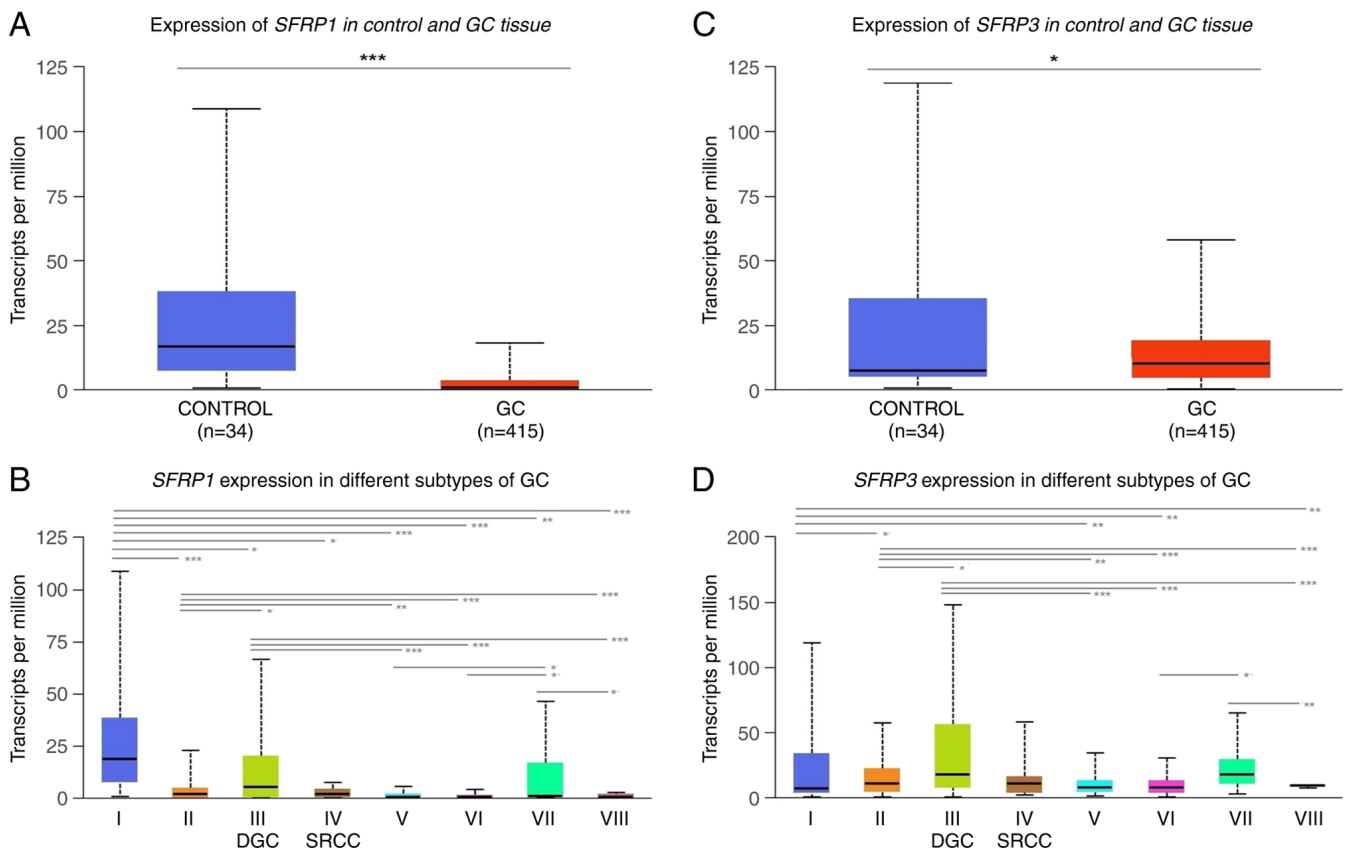 A
Expression of SFRP1 in control and GC tissue
***
Transcripts per million
125
100
75
50
25
0
CONTROL
(n=34)
GC
(n=415)
C
Expression of SFRP3 in control and GC tissue
*
Transcripts per million
125
100
75
50
25
0
CONTROL
(n=34)
GC
(n=415)
B
SFRP1 expression in different subtypes of GC
***
**
***
***
*
*
***
***
***
**
*
***
***
***
*
*
*
Transcripts per million
125
100
75
50
25
0
I
II
III
DGC
IV
SRCC
V
VI
VII
VIII
D
SFRP3 expression in different subtypes of GC
**
**
**
*
***
***
**
*
***
***
***
*
**
Transcripts per million
200
150
100
50
0
I
II
III
DGC
IV
SRCC
V
VI
VII
VIII